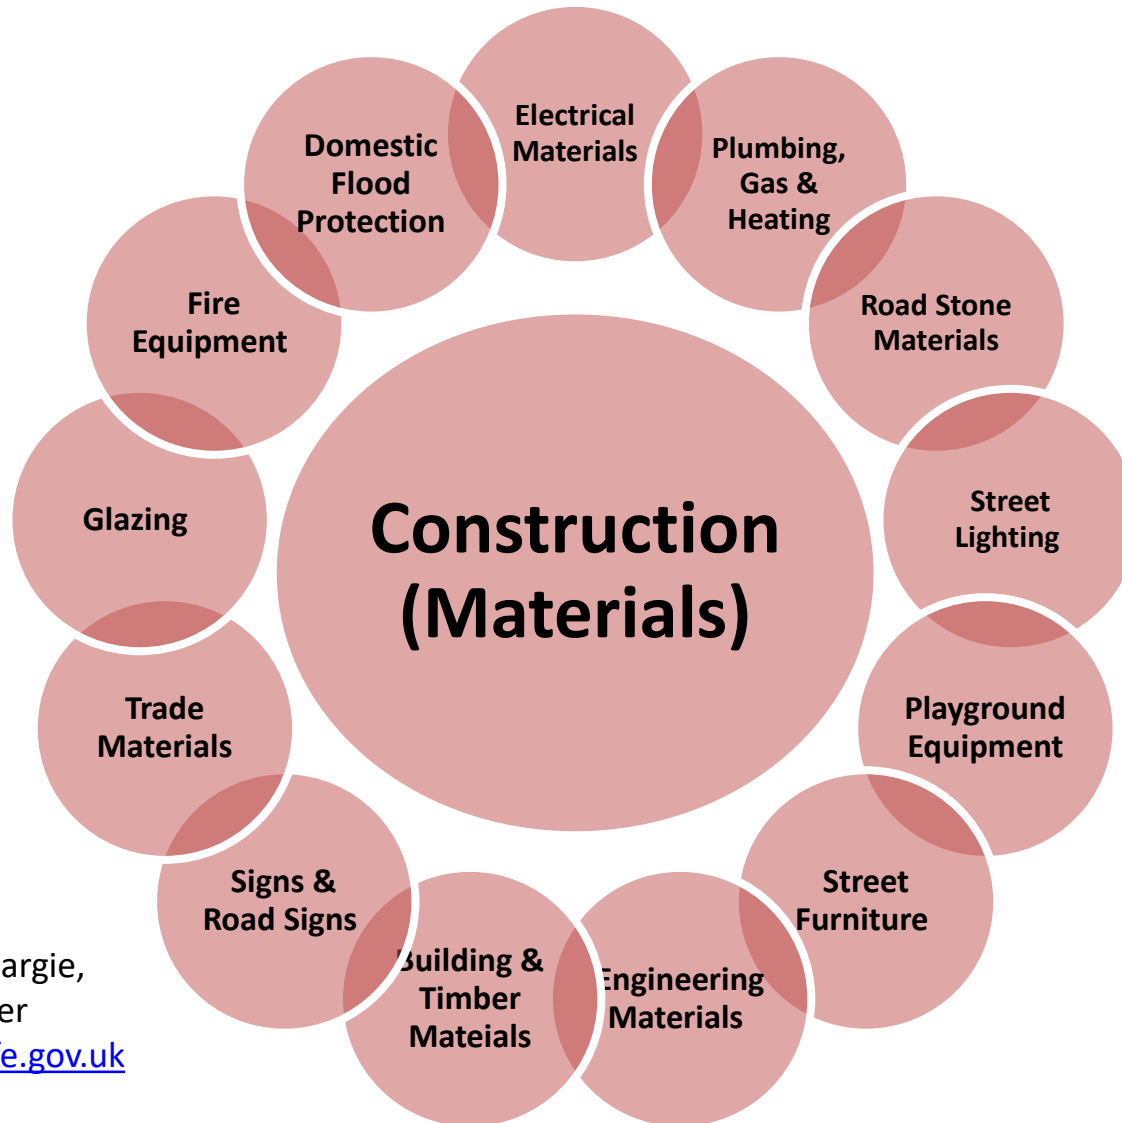 Electrical
Materials
Plumbing,
Gas &
Heating
Road Stone
Materials
Street
Lighting
Playground
Equipment
Street
Furniture
Engineering
Materials
Building &
Timber
Mateials
Signs &
Road Signs
Trade
Materials
Glazing
Fire
Equipment
Domestic
Flood
Protection
Construction
(Materials)
argie,
er
e.gov.uk